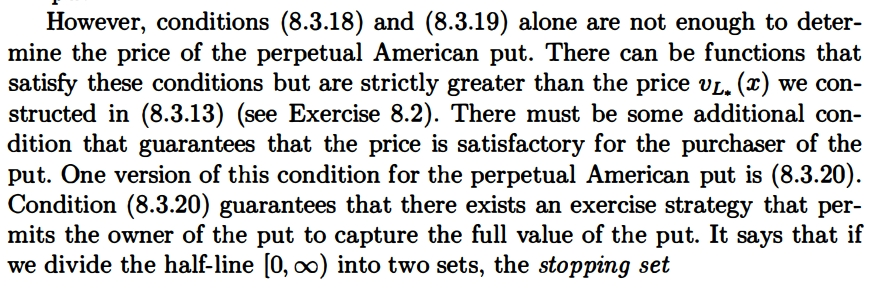 However, conditions (8.3.18) and (8.3.19) alone are not enough to deter-
mine the price of the perpetual American put. There can be functions that
satisfy these conditions but are strictly greater than the price v_{L_*}(x) we con-
structed in (8.3.13) (see Exercise 8.2). There must be some additional con-
dition that guarantees that the price is satisfactory for the purchaser of the
put. One version of this condition for the perpetual American put is (8.3.20).
Condition (8.3.20) guarantees that there exists an exercise strategy that per-
mits the owner of the put to capture the full value of the put. It says that if
we divide the half-line [0, ∞) into two sets, the stopping set